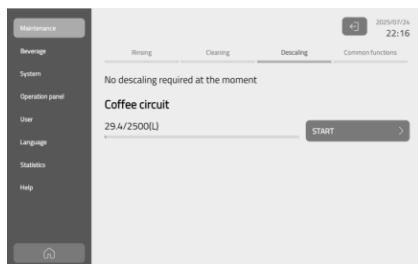 Maintenance
2025/07/24
22:16
Beverage
Rinsing
Cleaning
Descaling
Common functions
System
No descaling required at the moment
Operation panel
Coffee circuit
User
29.4/2500(L)
START
Language
Statistics
Help